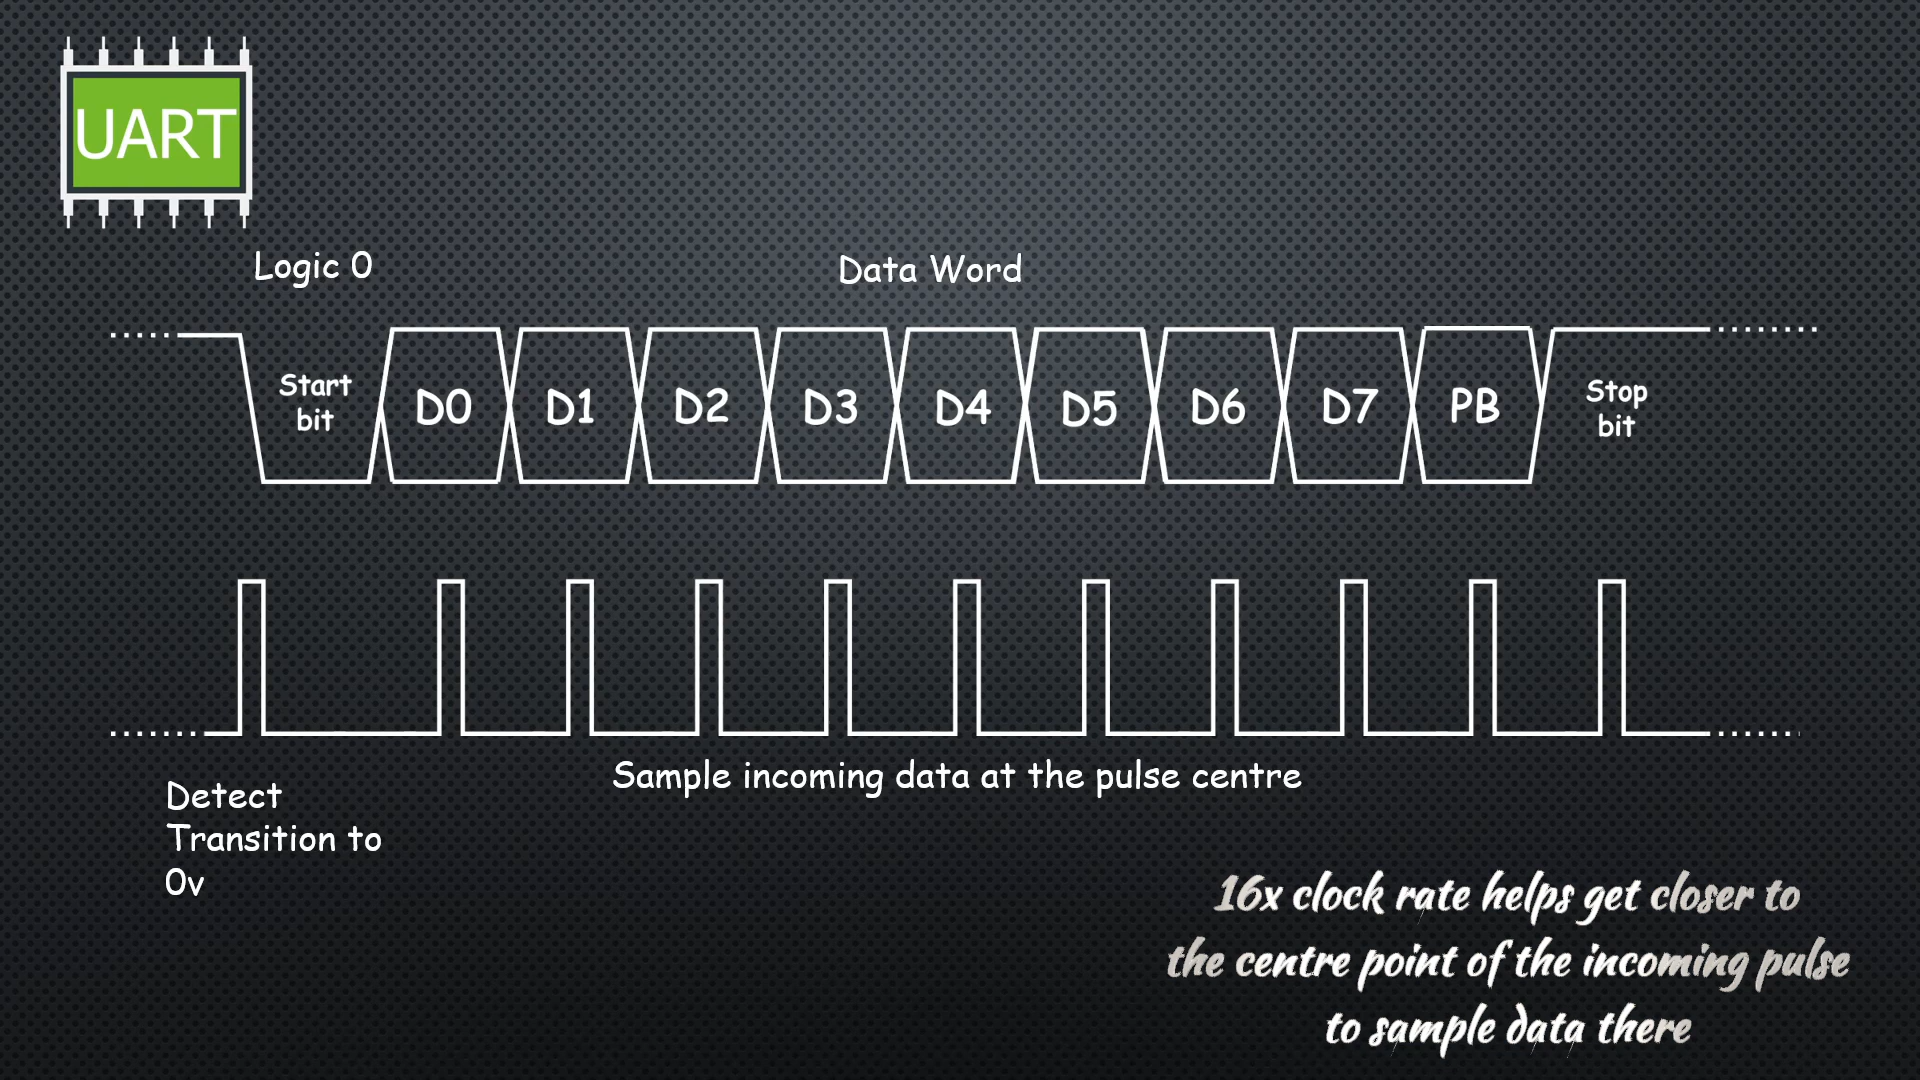 UART
Logic 0
Data Word
Start
bit
D0
D1
D2
D3
D4
D5
D6
D7
PB
Stop
bit
Sample incoming data at the pulse centre
Detect
Transition to
0v
16x clock rate helps get closer to
the centre point of the incoming pulse
to sample data there